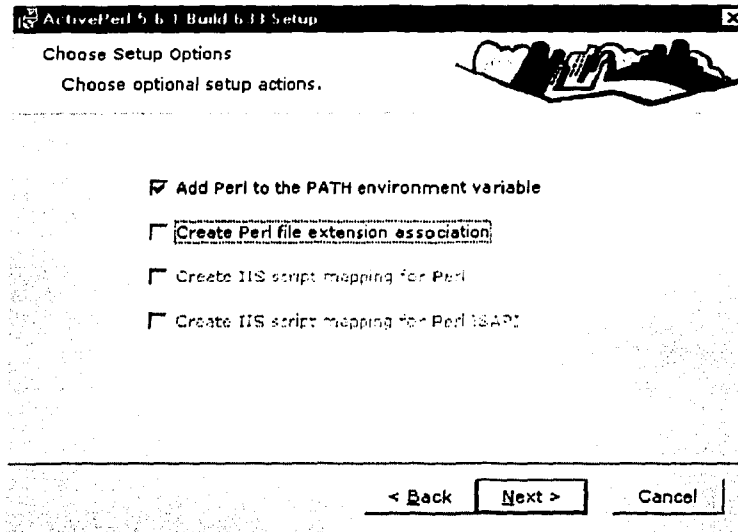 ActivePerl 5.6.1 Build 633 Setup
Choose Setup Options
Choose optional setup actions.
Add Perl to the PATH environment variable
Create Perl file extension association
Create IIS script mapping for Perl
Create IIS script mapping for Perl ISAPI
< Back
Next >
Cancel